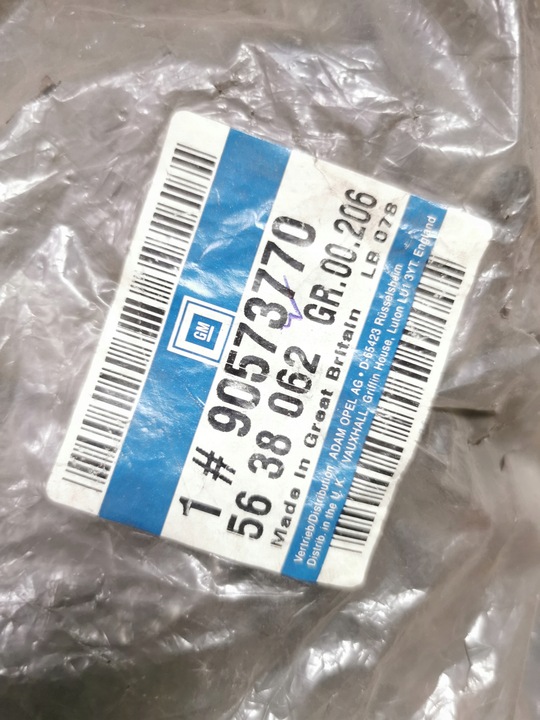 GM
1 # 90573770
56 38 062 GR.00.206
Made in Great Britain LB 078
Vertrieb/Distribution ADAM OPEL AG • D-65423 Rüsselsheim
Distrib. in the U.K. VAUXHALL, Griffin House, Luton LU1 3YT. England